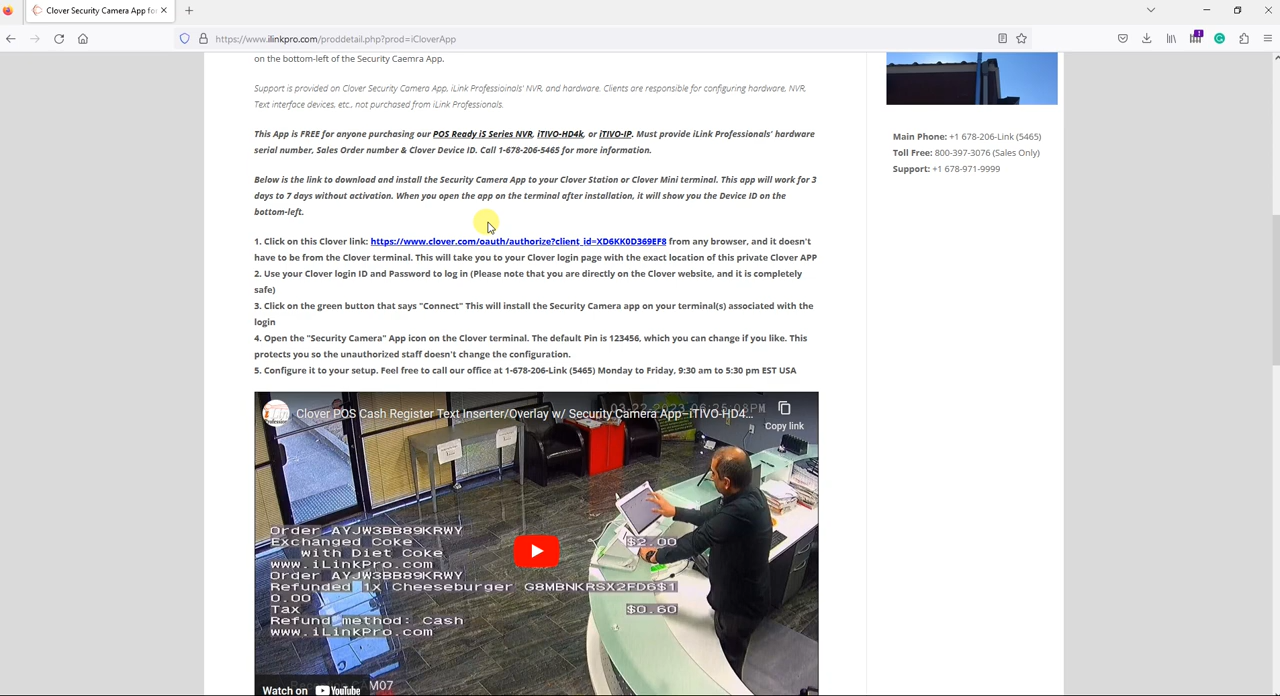 Clover Security Camera App for
https://www.ilinkpro.com/proddetail.php?prod=iCloverApp
1
on the bottom-left of the Security Caemra App.
Support is provided on Clover Security Camera App, iLink Professionals' NVR, and hardware. Clients are responsible for configuring hardware, NVR,
Text interface devices, etc., not purchased from iLink Professionals.
This App is FREE for anyone purchasing our POS Ready iS Series NVR, iTIVO-HD4k, or iTIVO-IP. Must provide iLink Professionals' hardware
serial number, Sales Order number & Clover Device ID. Call 1-678-206-5465 for more information.
Below is the link to download and install the Security Camera App to your Clover Station or Clover Mini terminal. This app will work for 3
days to 7 days without activation. When you open the app on the terminal after installation, it will show you the Device ID on the
bottom-left.
1. Click on this Clover link: https://www.clover.com/oauth/authorize?client_id=XD6KK0D369EF8 from any browser, and it doesn't
have to be from the Clover terminal. This will take you to your Clover login page with the exact location of this private Clover APP
2. Use your Clover login ID and Password to log in (Please note that you are directly on the Clover website, and it is completely
safe)
3. Click on the green button that says "Connect" This will install the Security Camera app on your terminal(s) associated with the
login
4. Open the "Security Camera" App icon on the Clover terminal. The default Pin is 123456, which you can change if you like. This
protects you so the unauthorized staff doesn't change the configuration.
5. Configure it to your setup. Feel free to call our office at 1-678-206-Link (5465) Monday to Friday, 9:30 am to 5:30 pm EST USA
Main Phone: +1 678-206-Link (5465)
Toll Free: 800-397-3076 (Sales Only)
Support: +1 678-971-9999
03-22-2023 06:25:03PM
Clover POS Cash Register Text Inserter/Overlay w/ Security Camera App–iTIVO-HD4...
Copy link
Order AYJW3BB89KRWY
Exchanged Coke $2.00
with Diet Coke
www.iLinkPro.com
Order AYJW3BB89KRWY
Refunded 1x Cheeseburger G8MBNKRSX2FD6$1
0.00
Tax $0.60
Refund method: Cash
www.iLinkPro.com
Watch on YouTube
CAM07